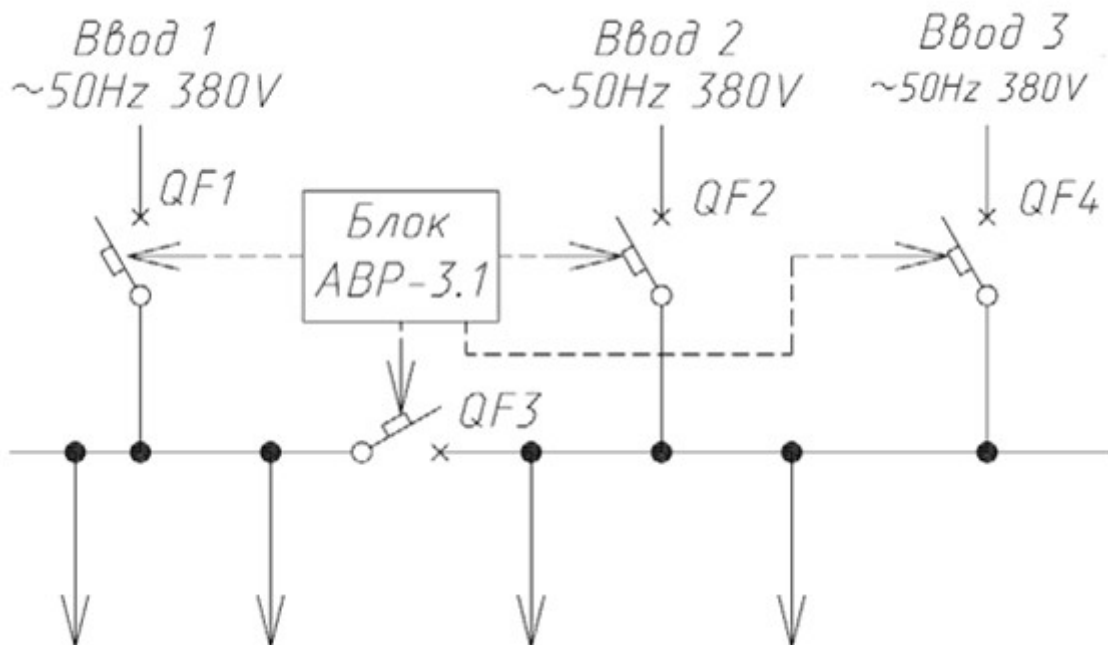 Ввод 1
~50Hz 380V
Ввод 2
~50Hz 380V
Ввод 3
~50Hz 380V
QF1
Блок
АВР-3.1
QF2
QF4
QF3